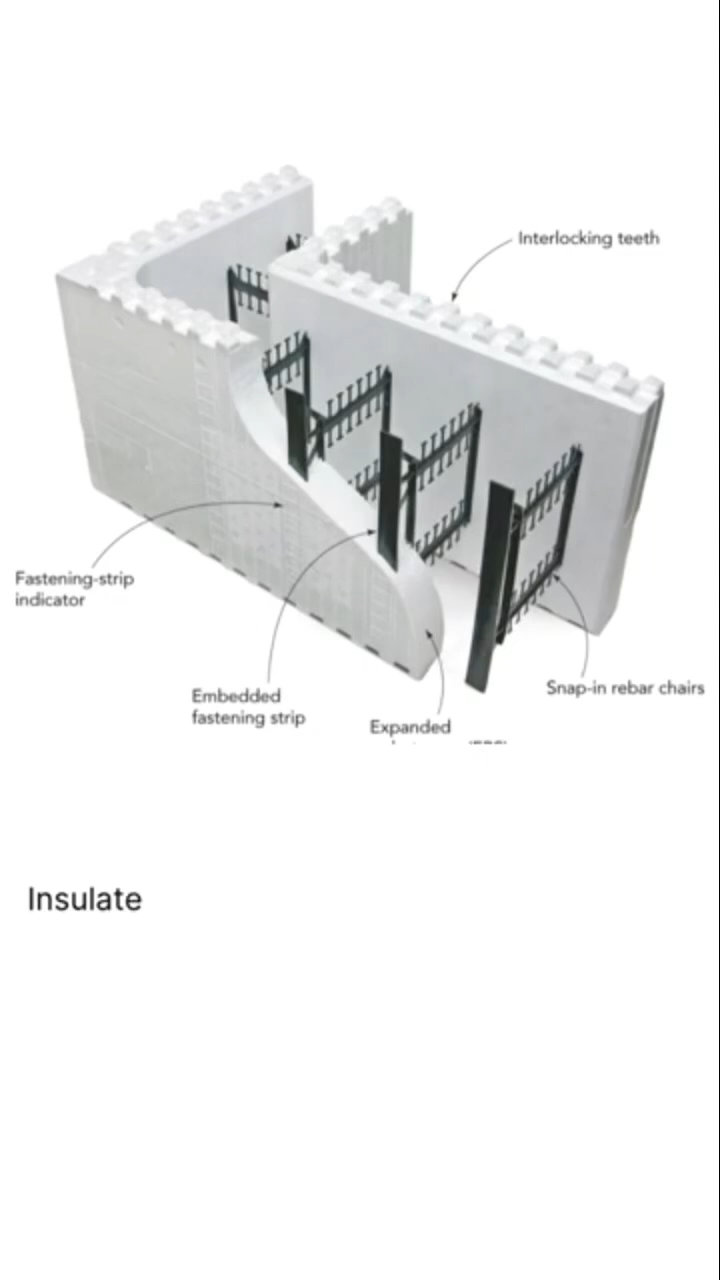 Interlocking teeth
Fastening-strip
indicator
Embedded
fastening strip
Expanded
Snap-in rebar chairs
Insulate